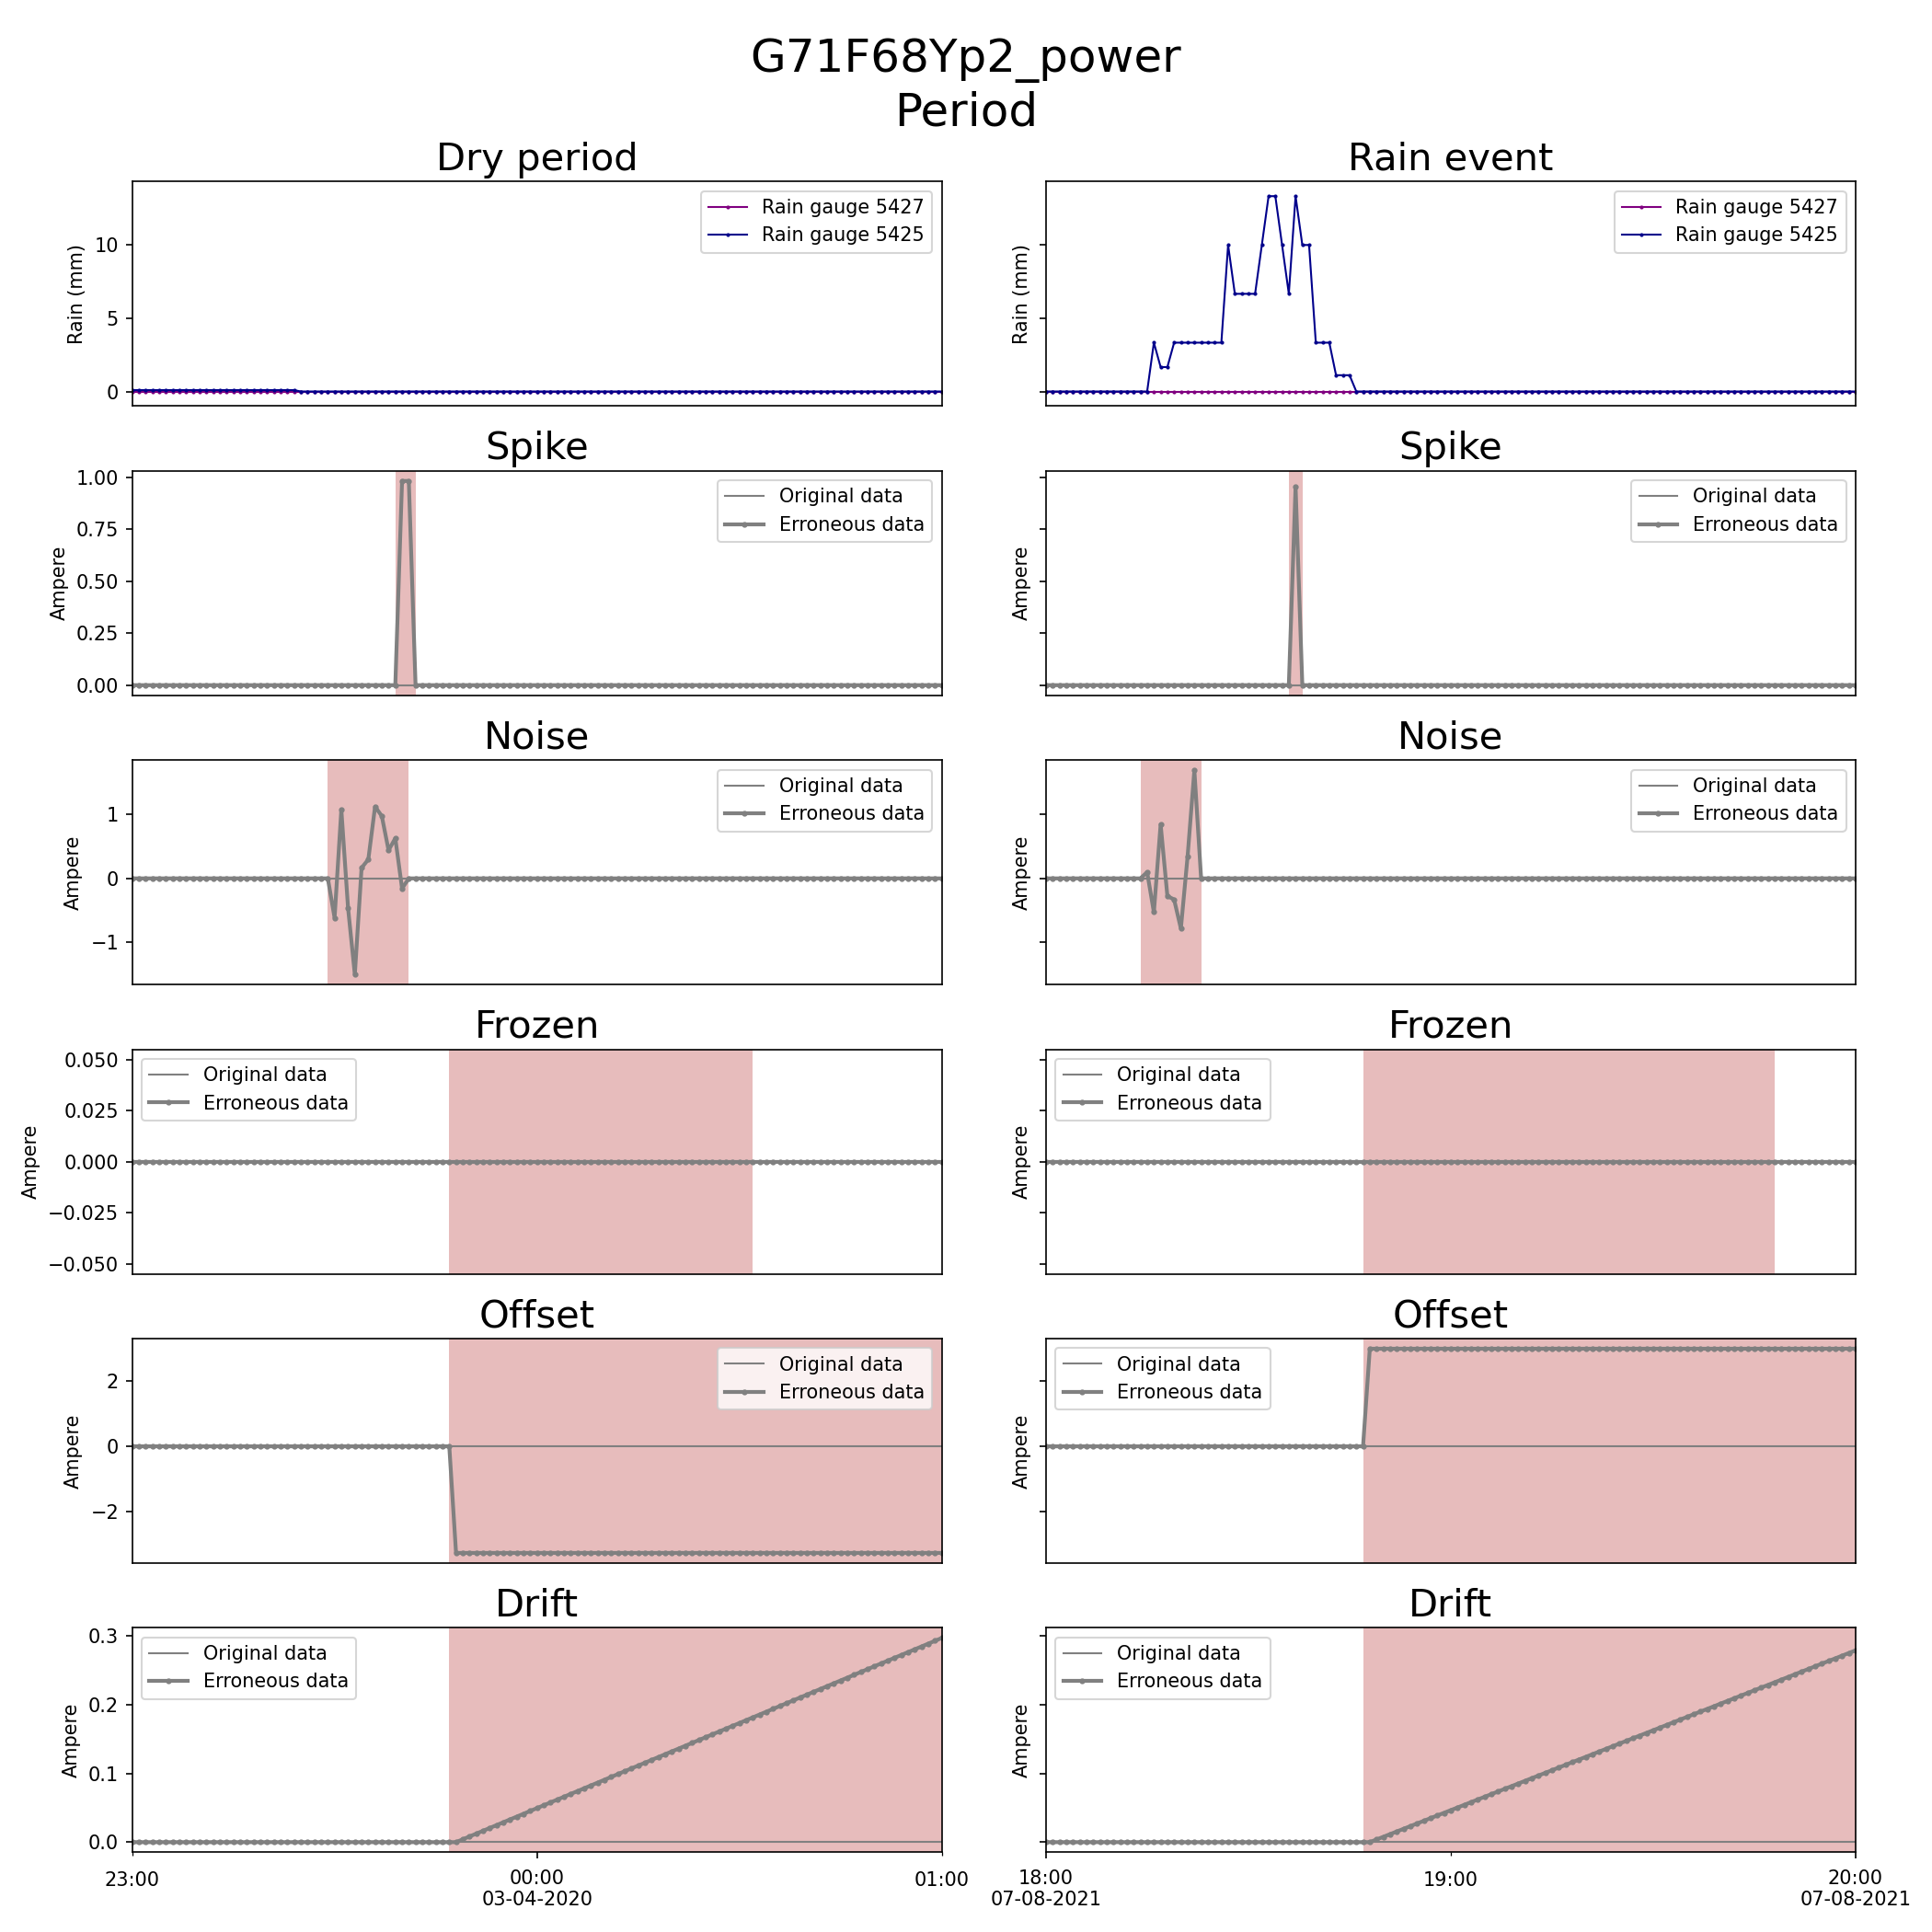 G71F68Yp2_power
Period
Dry period
Rain event
Rain (mm)
10
5
0
Rain gauge 5427
Rain gauge 5425
Rain (mm)
Rain gauge 5427
Rain gauge 5425
Spike
Spike
Ampere
1.00
0.75
0.50
0.25
0.00
Original data
Erroneous data
Ampere
Original data
Erroneous data
Noise
Noise
Ampere
1
0
−1
Original data
Erroneous data
Ampere
Original data
Erroneous data
Frozen
Frozen
Ampere
0.050
0.025
0.000
−0.025
−0.050
Original data
Erroneous data
Ampere
Original data
Erroneous data
Offset
Offset
Ampere
2
0
−2
Original data
Erroneous data
Ampere
Original data
Erroneous data
Drift
Drift
Ampere
0.3
0.2
0.1
0.0
Original data
Erroneous data
Ampere
Original data
Erroneous data
23:00
00:00
03-04-2020
01:00
18:00
07-08-2021
19:00
20:00
07-08-2021